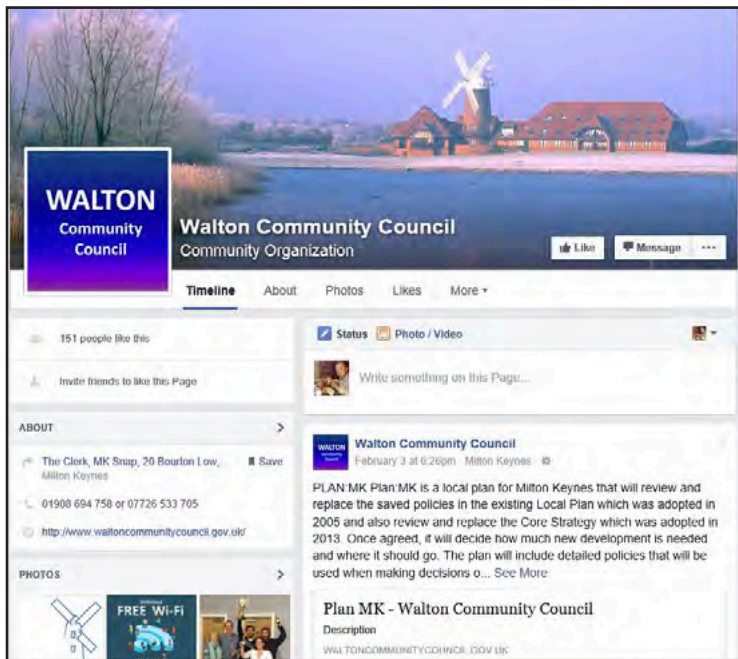 WALTON
Community
Council
Walton Community Council
Community Organization
Like
Message
Timeline
About
Photos
Likes
More
151 people like this
Invite friends to like this Page
ABOUT
The Clerk, MK Snap, 20 Bourton Low,
Milton Keynes
Save
01908 694 758 or 07726 533 705
http://www.waltoncommunitycouncil.gov.uk/
PHOTOS
FREE Wi-Fi
Status
Photo / Video
Write something on this Page...
WALTON
Community
Council
Walton Community Council
February 3 at 6:26pm · Milton Keynes
PLAN:MK Plan:MK is a local plan for Milton Keynes that will review and
replace the saved policies in the existing Local Plan which was adopted in
2005 and also review and replace the Core Strategy which was adopted in
2013. Once agreed, it will decide how much new development is needed
and where it should go. The plan will include detailed policies that will be
used when making decisions o... See More
Plan MK - Walton Community Council
Description
WALTONCOMMUNITYCOUNCIL.GOV.UK